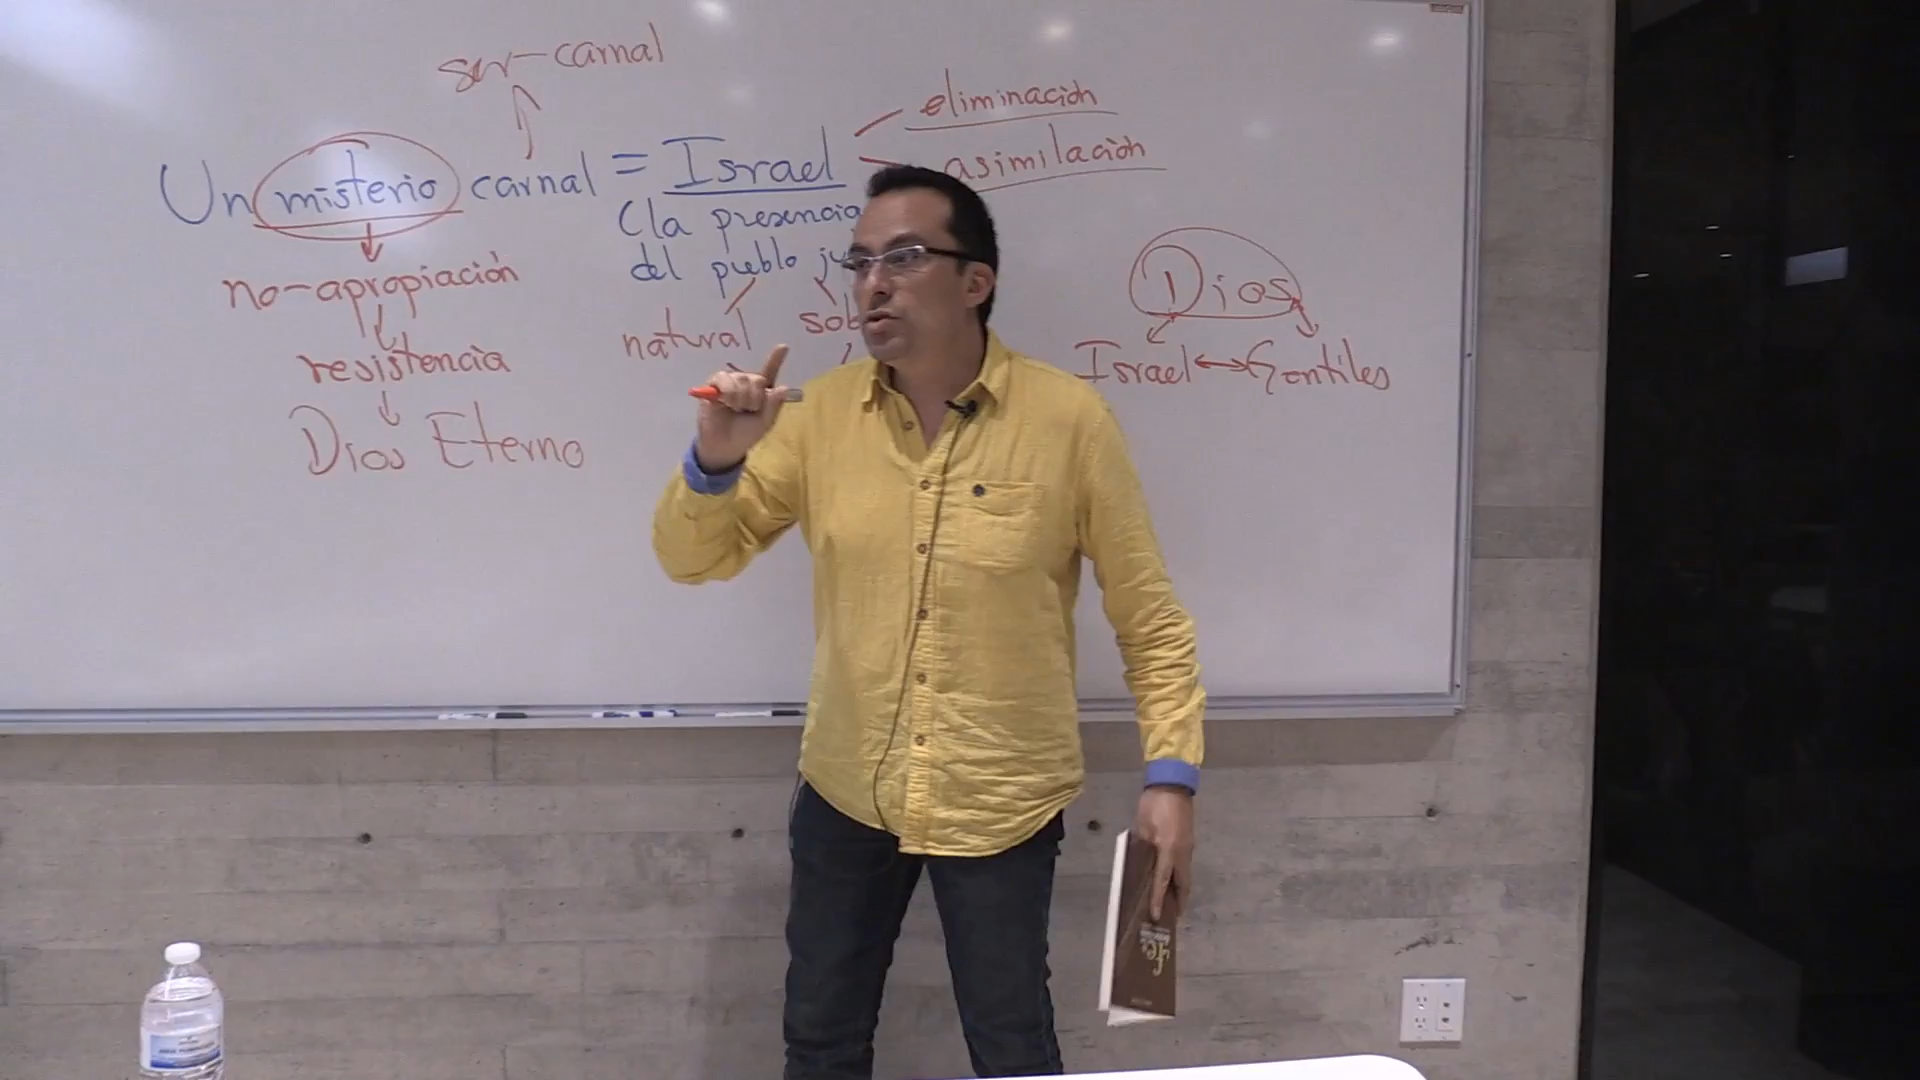 ser-carnal
Un misterio carnal = Israel
eliminación
asimilación
(la presencia
del pueblo
natural
no-apropiación
resistencia
Dios Eterno
Dios
Israel ↔ Gentiles
fe